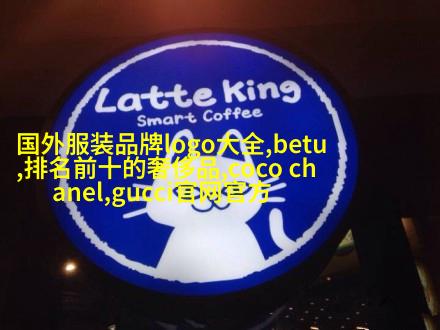 Latte King
Smart Coffee
国外服装品牌logo大全,betu
,排名前十的奢侈品,coco ch
anel,gucci官网官方